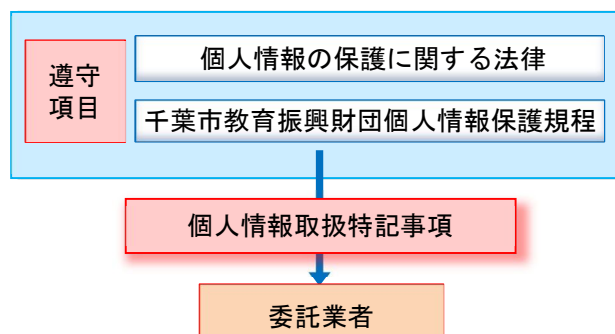 遵守
項目
個人情報の保護に関する法律
千葉市教育振興財団個人情報保護規程
個人情報取扱特記事項
委託業者